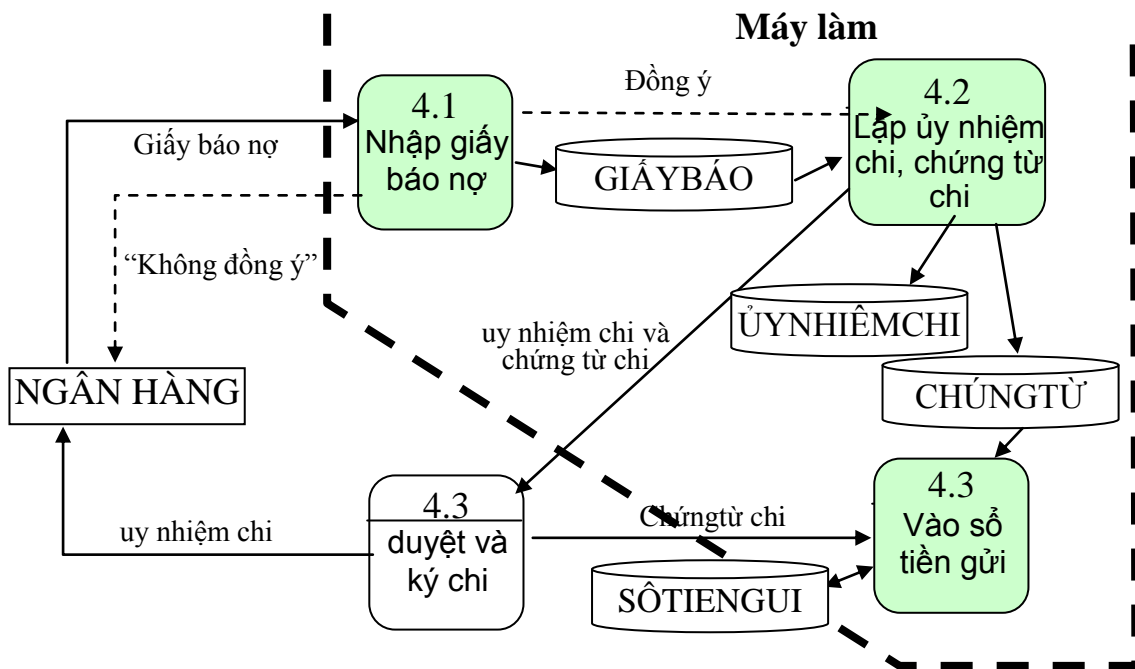 Máy làm
Đồng ý
4.1
Nhập giấy
báo nợ
4.2
Lập ủy nhiệm
chi, chứng từ
chi
Giấy báo nợ
GIẤYBÁO
“Không đồng ý”
ỦYNHIÊMCHI
uy nhiệm chi và
chứng từ chi
NGÂN HÀNG
CHÚNGTỪ
4.3
duyệt và
ký chi
4.3
Vào sổ
tiền gửi
uy nhiệm chi
Chứngtừ chi
SÔTIENGUI